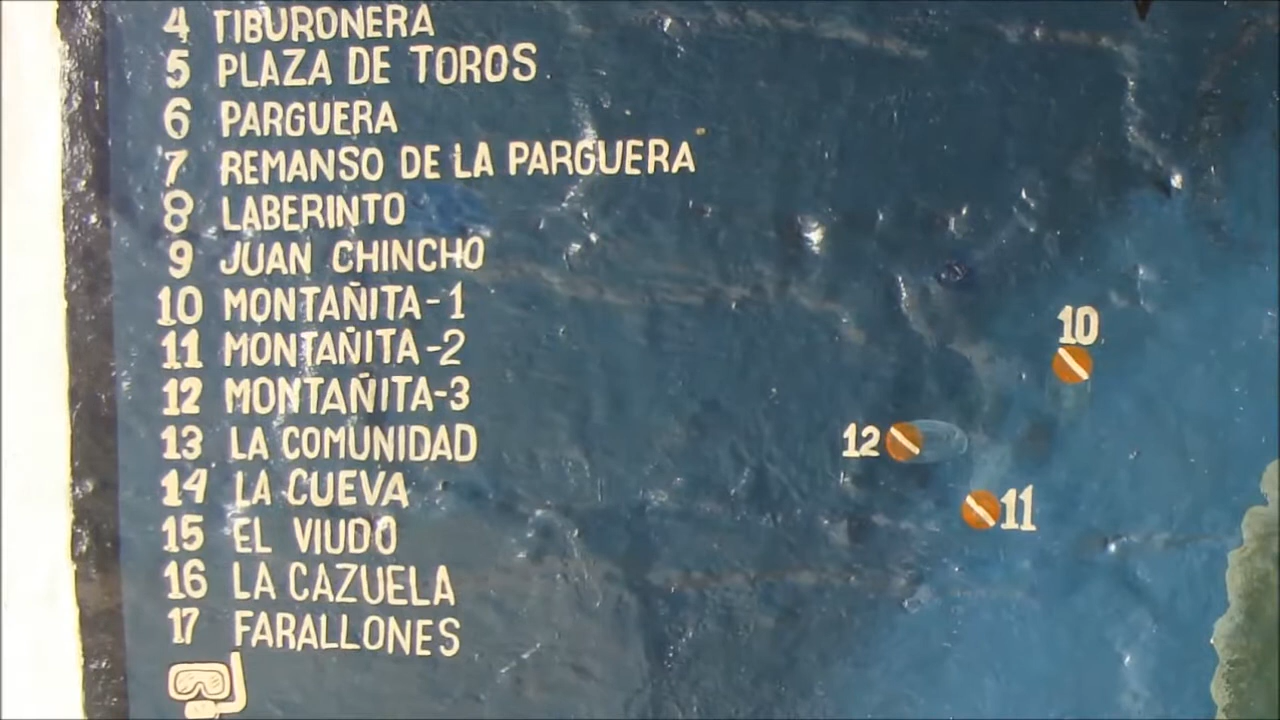 4 TIBURONERA
5 PLAZA DE TOROS
6 PARGUERA
7 REMANSO DE LA PARGUERA
8 LABERINTO
9 JUAN CHINCHO
10 MONTAÑITA-1
11 MONTAÑITA-2
12 MONTAÑITA-3
13 LA COMUNIDAD
14 LA CUEVA
15 EL VIUDO
16 LA CAZUELA
17 FARALLONES
10
12
11